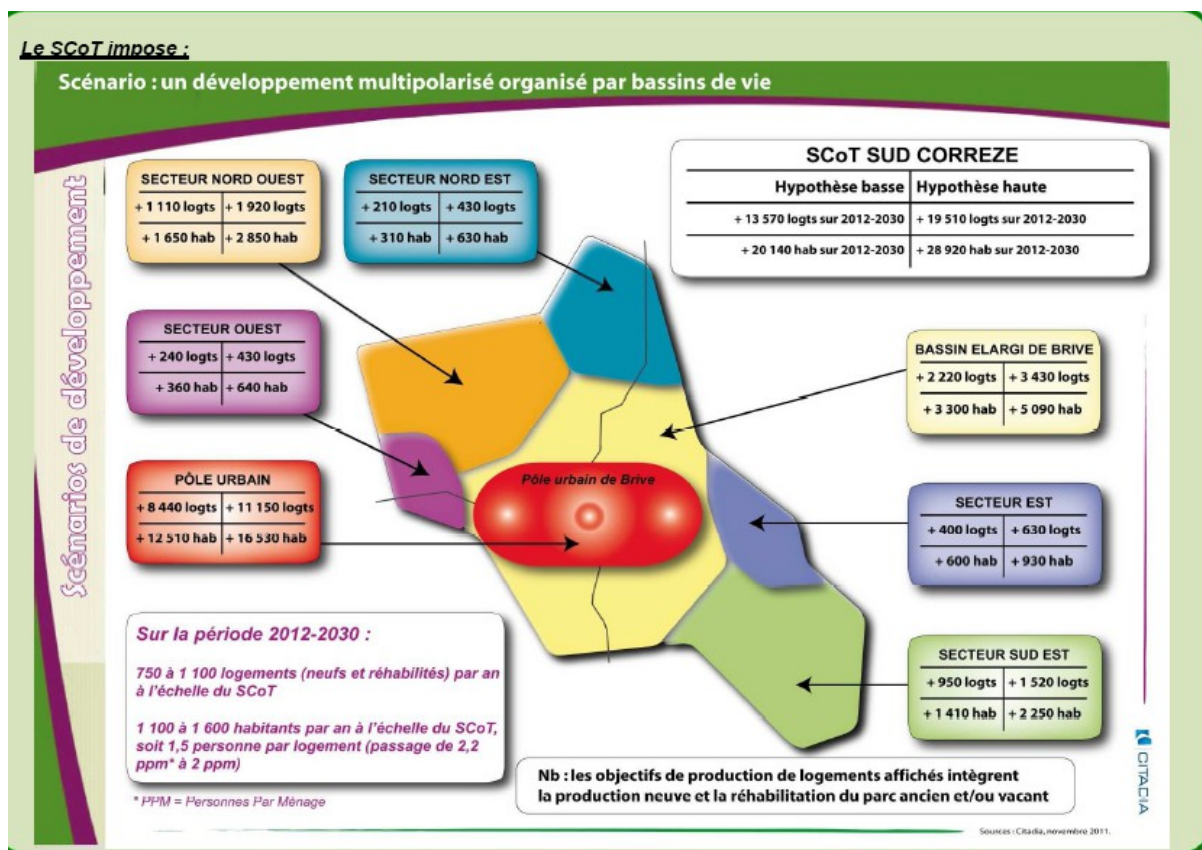 Le SCoT impose :
Scénario : un développement multipolarisé organisé par bassins de vie
Scénarios de développement
SECTEUR NORD OUEST
+ 1 110 logts + 1 920 logts
+ 1 650 hab + 2 850 hab
SECTEUR NORD EST
+ 210 logts + 430 logts
+ 310 hab + 630 hab
SCoT SUD CORREZE
Hypothèse basse Hypothèse haute
+ 13 570 logts sur 2012-2030 + 19 510 logts sur 2012-2030
+ 20 140 hab sur 2012-2030 + 28 920 hab sur 2012-2030
SECTEUR OUEST
+ 240 logts + 430 logts
+ 360 hab + 640 hab
BASSIN ELARGI DE BRIVE
+ 2 220 logts + 3 430 logts
+ 3 300 hab + 5 090 hab
PÔLE URBAIN
+ 8 440 logts + 11 150 logts
+ 12 510 hab + 16 530 hab
Pôle urbain de Brive
SECTEUR EST
+ 400 logts + 630 logts
+ 600 hab + 930 hab
SECTEUR SUD EST
+ 950 logts + 1 520 logts
+ 1 410 hab + 2 250 hab
Sur la période 2012-2030 :
750 à 1 100 logements (neufs et réhabilités) par an
à l'échelle du SCoT
1 100 à 1 600 habitants par an à l'échelle du SCoT,
soit 1,5 personne par logement (passage de 2,2
ppm* à 2 ppm)
* PPM = Personnes Par Ménage
Nb : les objectifs de production de logements affichés intègrent
la production neuve et la réhabilitation du parc ancien et/ou vacant
CITADIA
Sources : Citadia, novembre 2011.